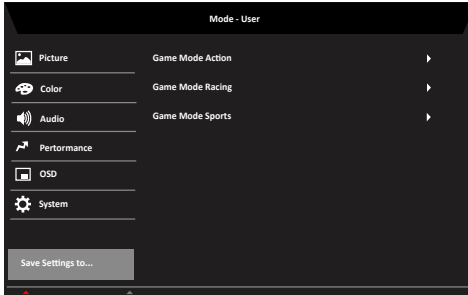 Mode - User
Picture
Game Mode Action
Color
Game Mode Racing
Audio
Game Mode Sports
Pertormance
OSD
System
Save Settings to...